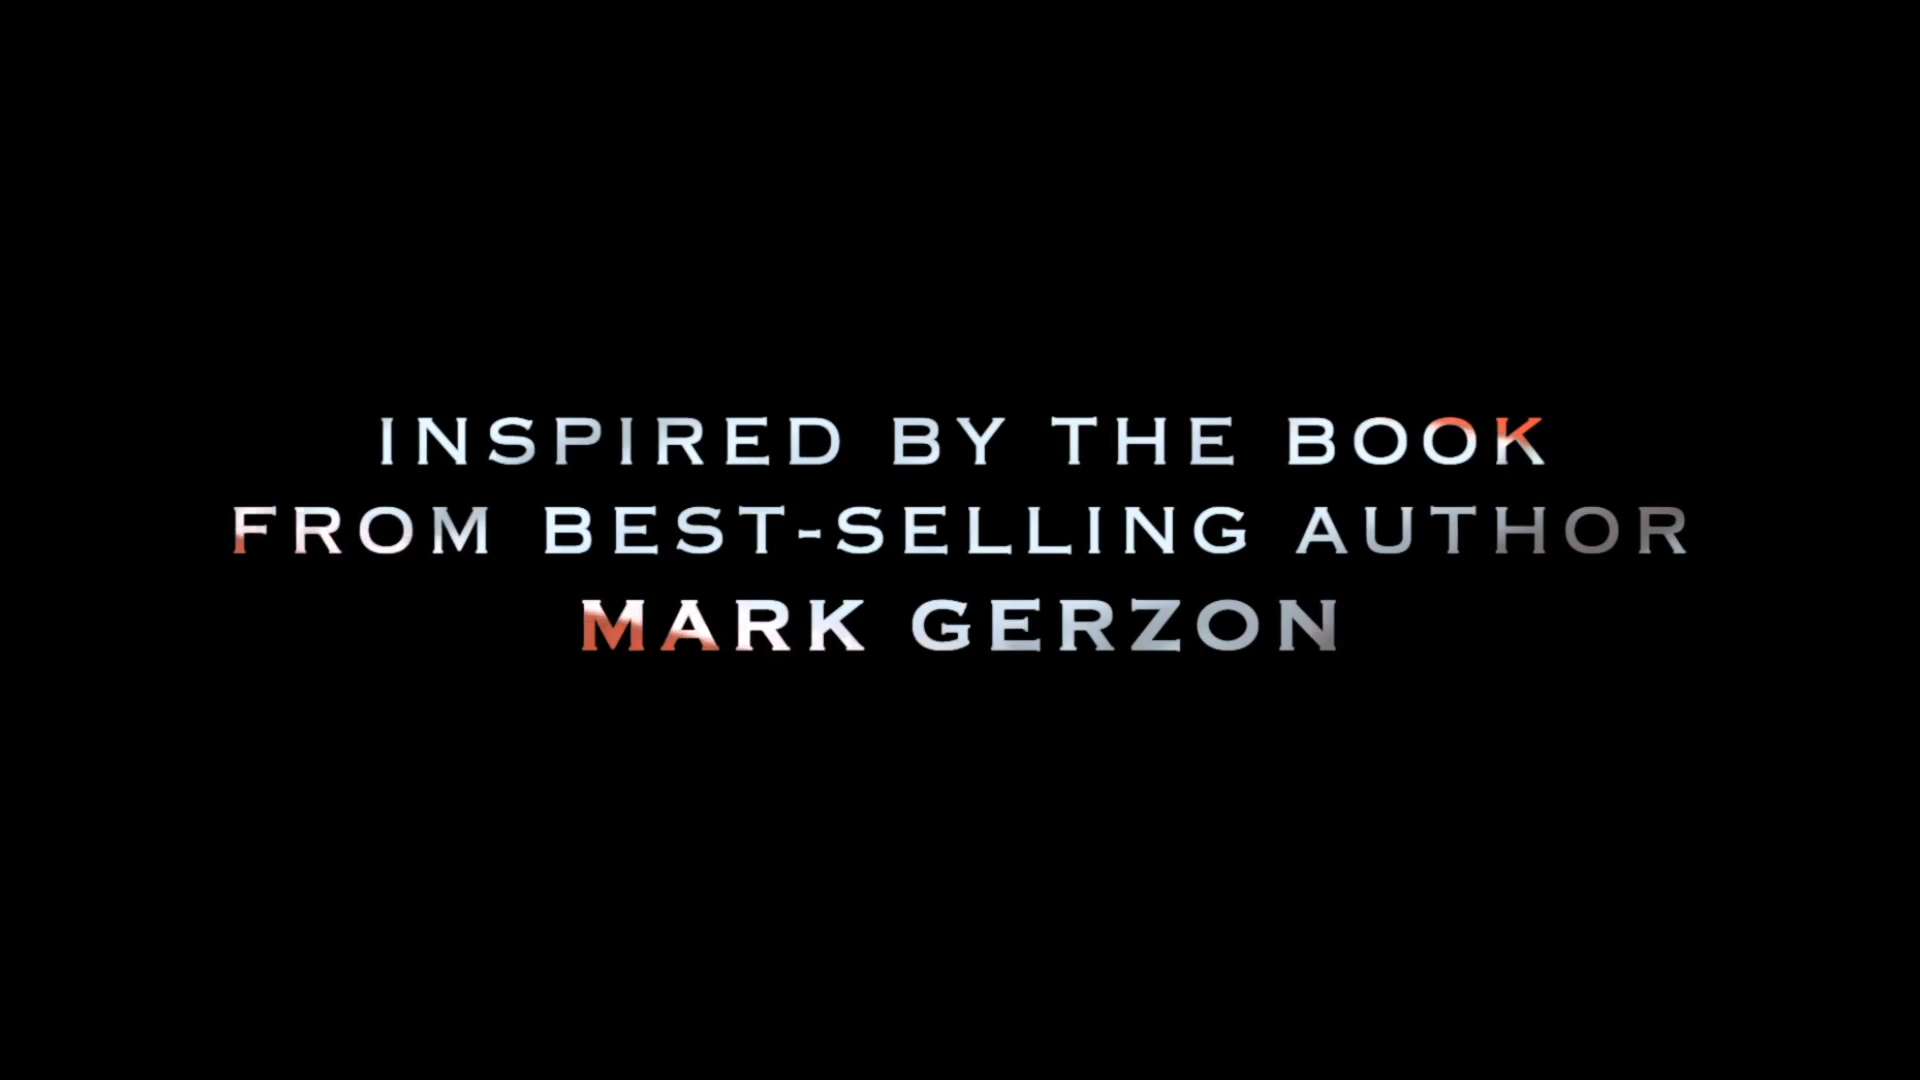 INSPIRED BY THE BOOK
FROM BEST-SELLING AUTHOR
MARK GERZON